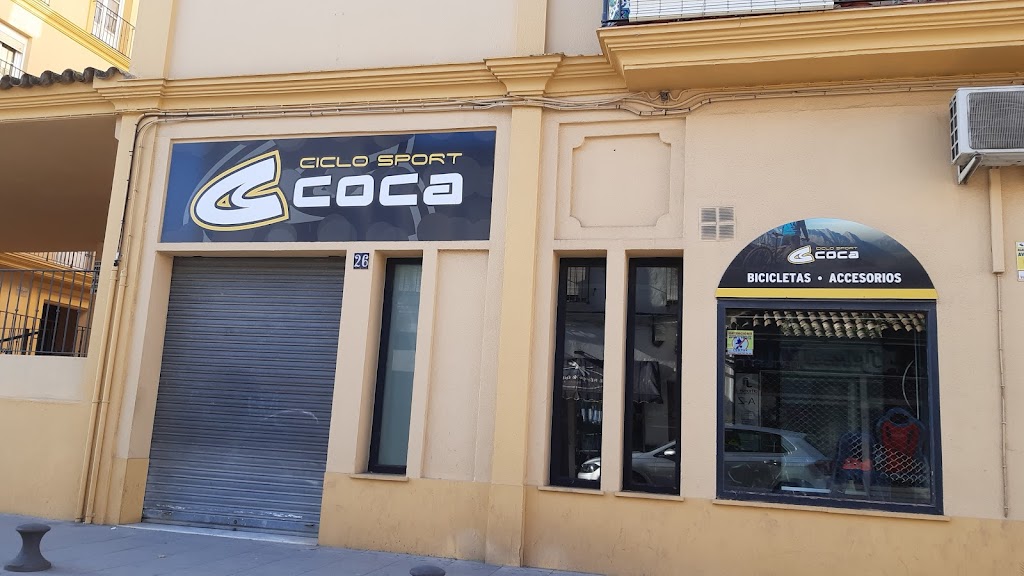 CICLO SPORT
COCA
26
CICLO SPORT
COCA
BICICLETAS • ACCESORIOS